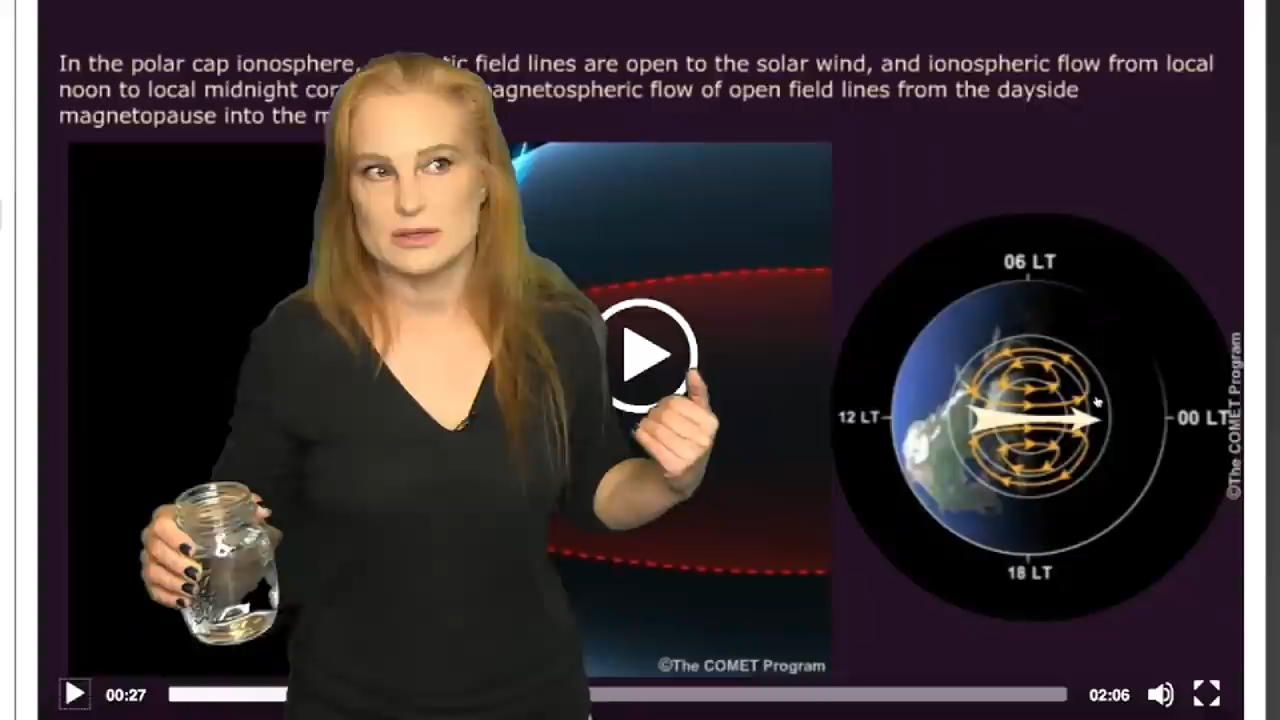 In the polar cap ionosphere, field lines are open to the solar wind, and ionospheric flow from local
noon to local midnight flow of open field lines from the dayside
magnetopause into the
06 LT
12 LT
00 LT
18 LT
©The COMET Program
©The COMET Program
00:27
02:06